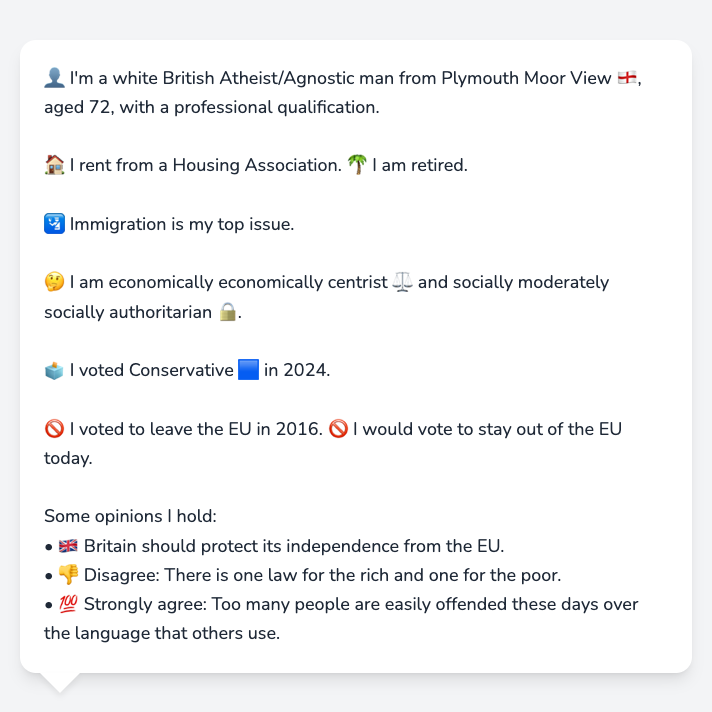 👤 I'm a white British Atheist/Agnostic man from Plymouth Moor View 🏴󠁧󠁢󠁥󠁮󠁧󠁿,
aged 72, with a professional qualification.
🏠 I rent from a Housing Association. 🌴 I am retired.
🛂 Immigration is my top issue.
🤔 I am economically economically centrist ⚖️ and socially moderately
socially authoritarian 🔒.
🗳️ I voted Conservative 🟦 in 2024.
🚫 I voted to leave the EU in 2016. 🚫 I would vote to stay out of the EU
today.
Some opinions I hold:
• 🇬🇧 Britain should protect its independence from the EU.
• 👎 Disagree: There is one law for the rich and one for the poor.
• 💯 Strongly agree: Too many people are easily offended these days over
the language that others use.